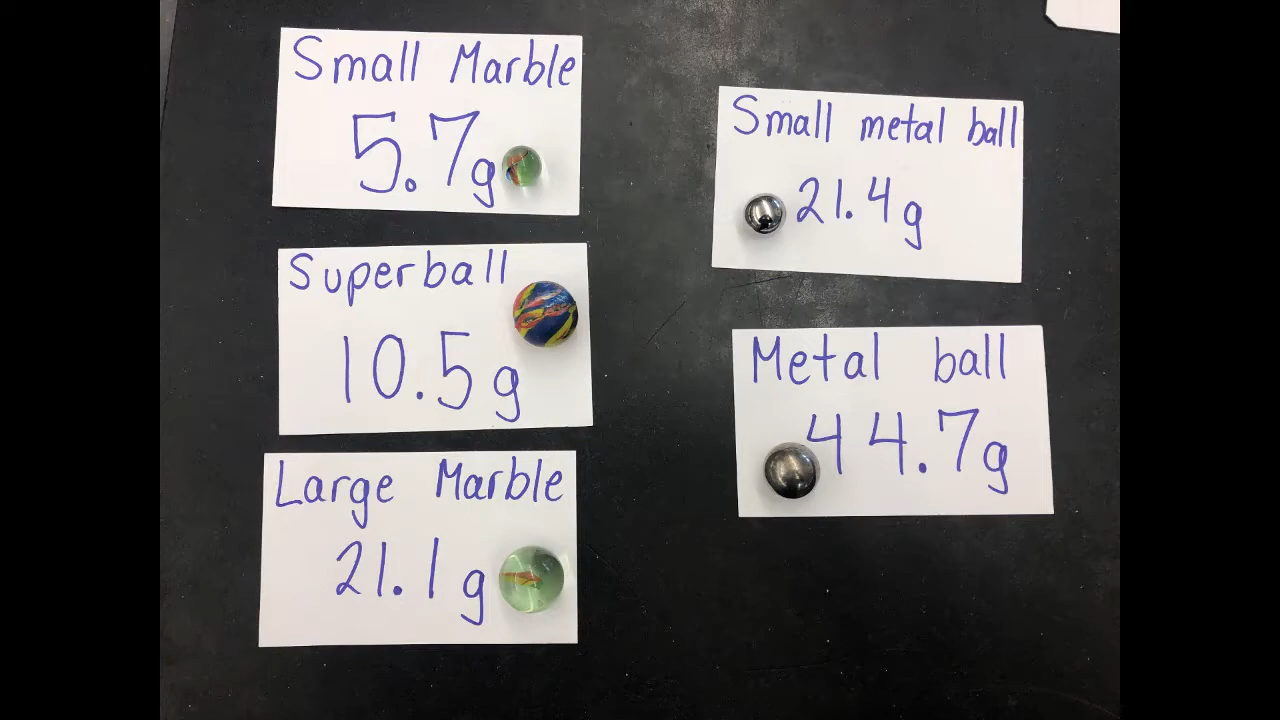 Small Marble
5.7g
Superball
10.5g
Large Marble
21.1g
Small metal ball
21.4g
Metal ball
44.7g